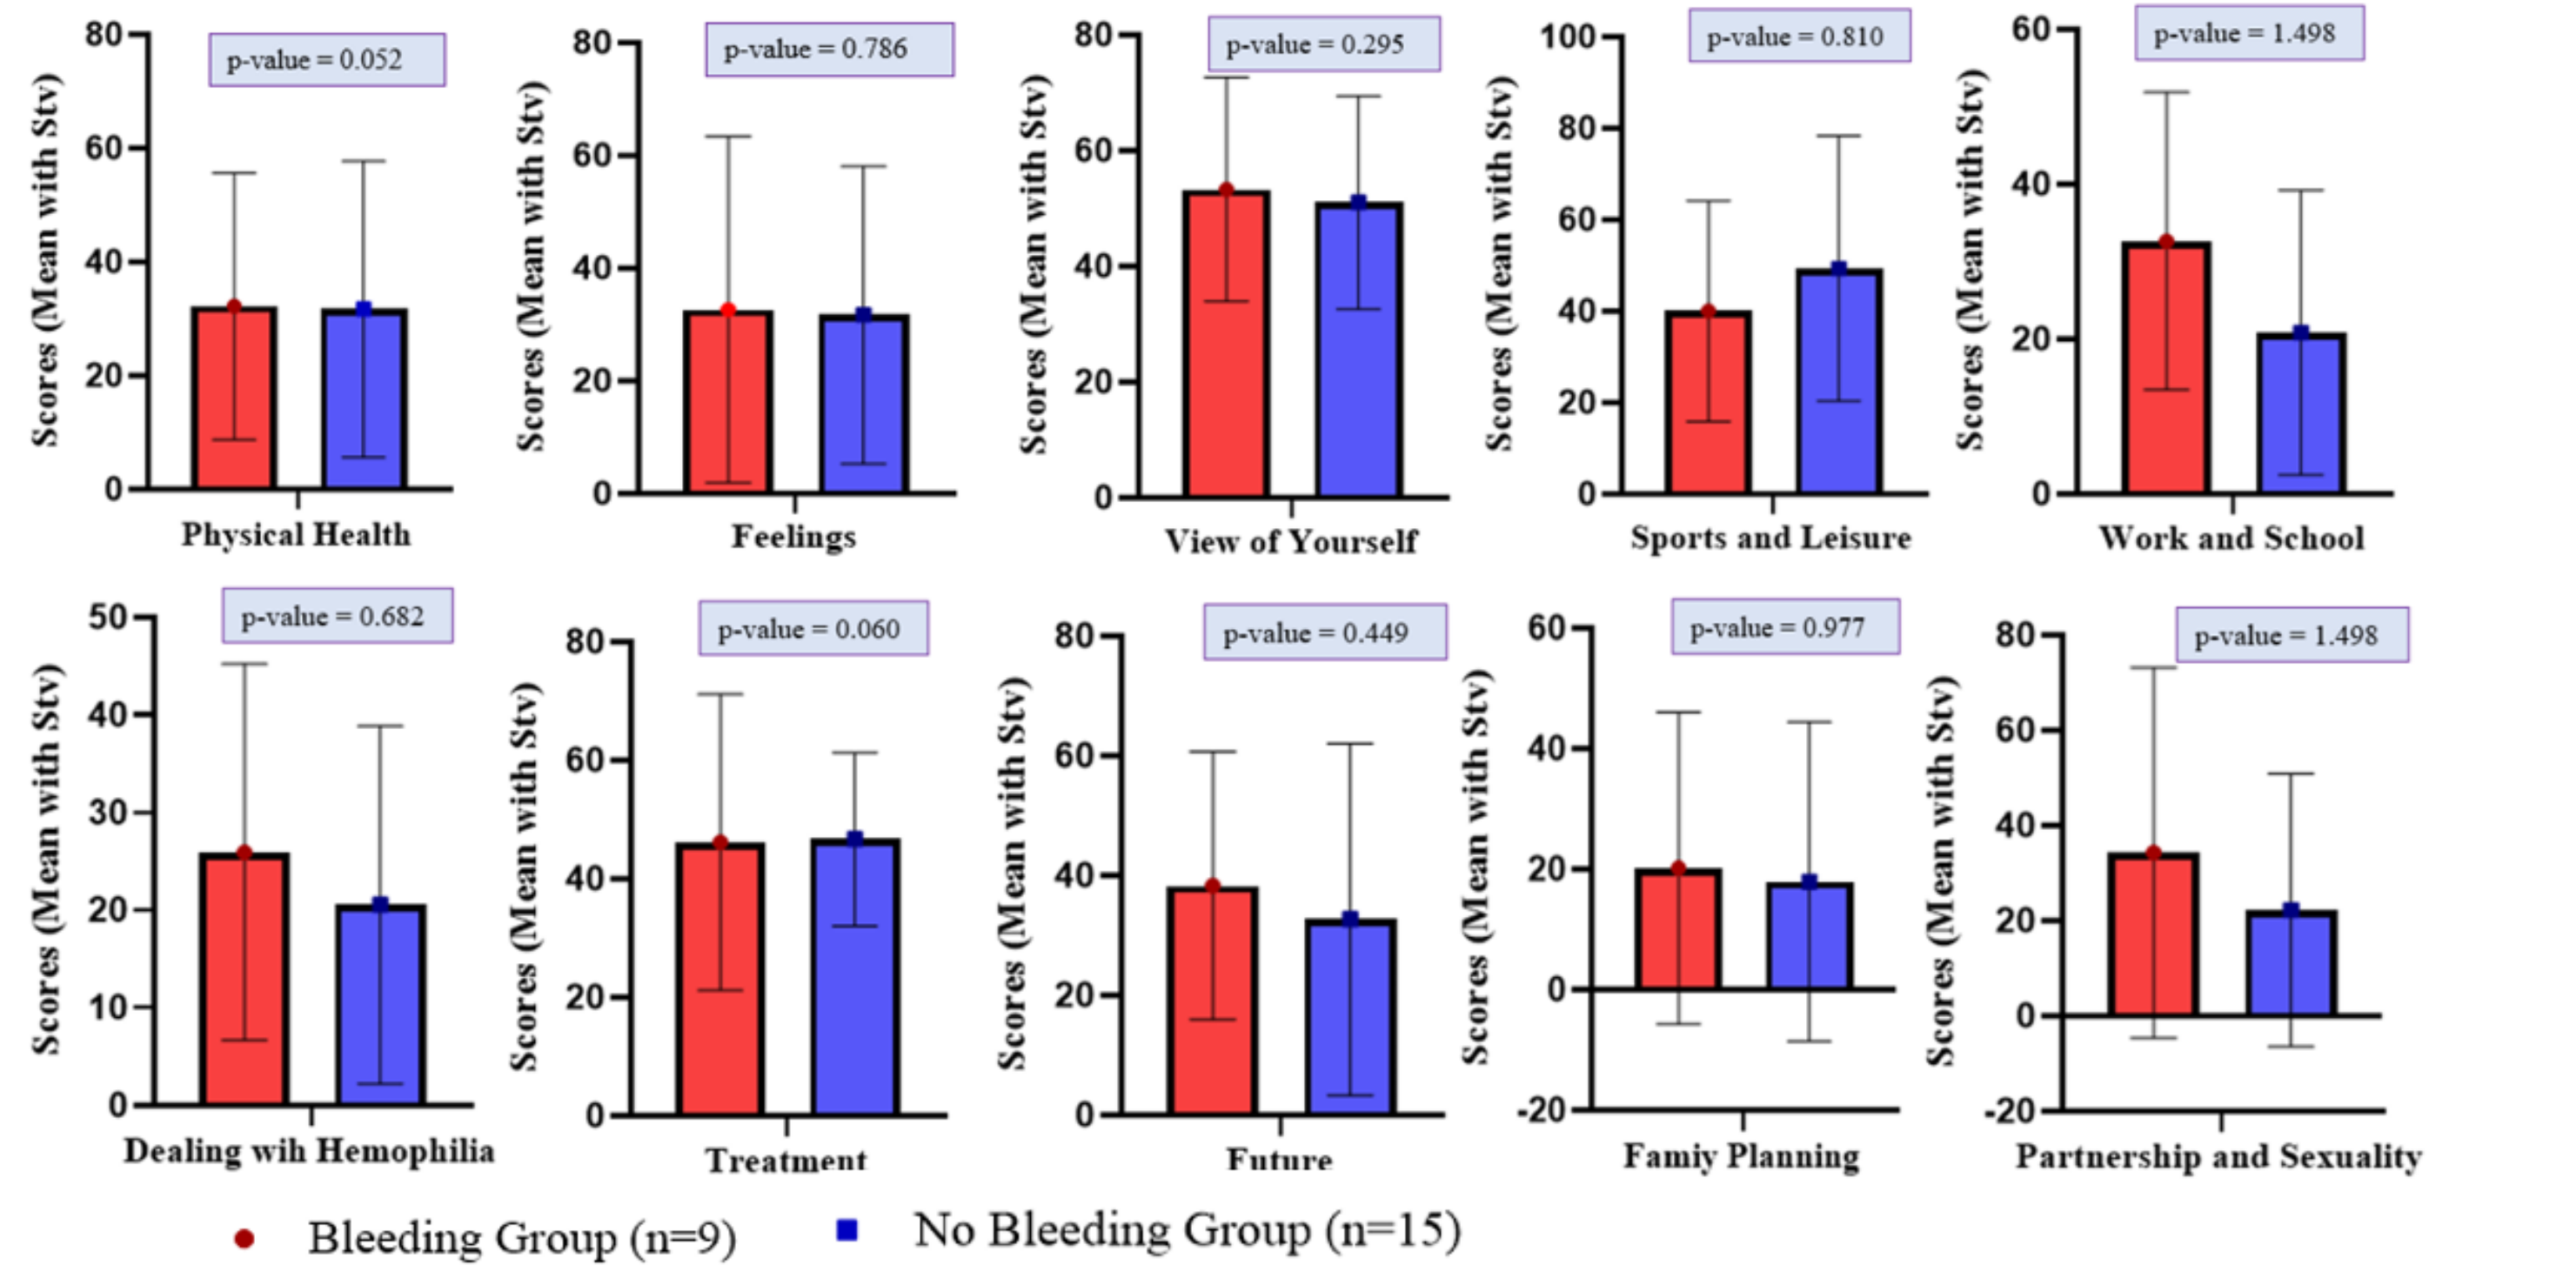 80
60
40
20
0
Scores (Mean with Stv)
p-value = 0.052
Physical Health
80
60
40
20
0
Scores (Mean with Stv)
p-value = 0.786
Feelings
80
60
40
20
0
Scores (Mean with Stv)
p-value = 0.295
View of Yourself
100
80
60
40
20
0
Scores (Mean with Stv)
p-value = 0.810
Sports and Leisure
60
40
20
0
Scores (Mean with Stv)
p-value = 1.498
Work and School
50
40
30
20
10
0
Scores (Mean with Stv)
p-value = 0.682
Dealing wih Hemophilia
80
60
40
20
0
Scores (Mean with Stv)
p-value = 0.060
Treatment
80
60
40
20
0
Scores (Mean with Stv)
p-value = 0.449
Future
60
40
20
0
-20
Scores (Mean with Stv)
p-value = 0.977
Famiy Planning
80
60
40
20
0
-20
Scores (Mean with Stv)
p-value = 1.498
Partnership and Sexuality
Bleeding Group (n=9)
No Bleeding Group (n=15)